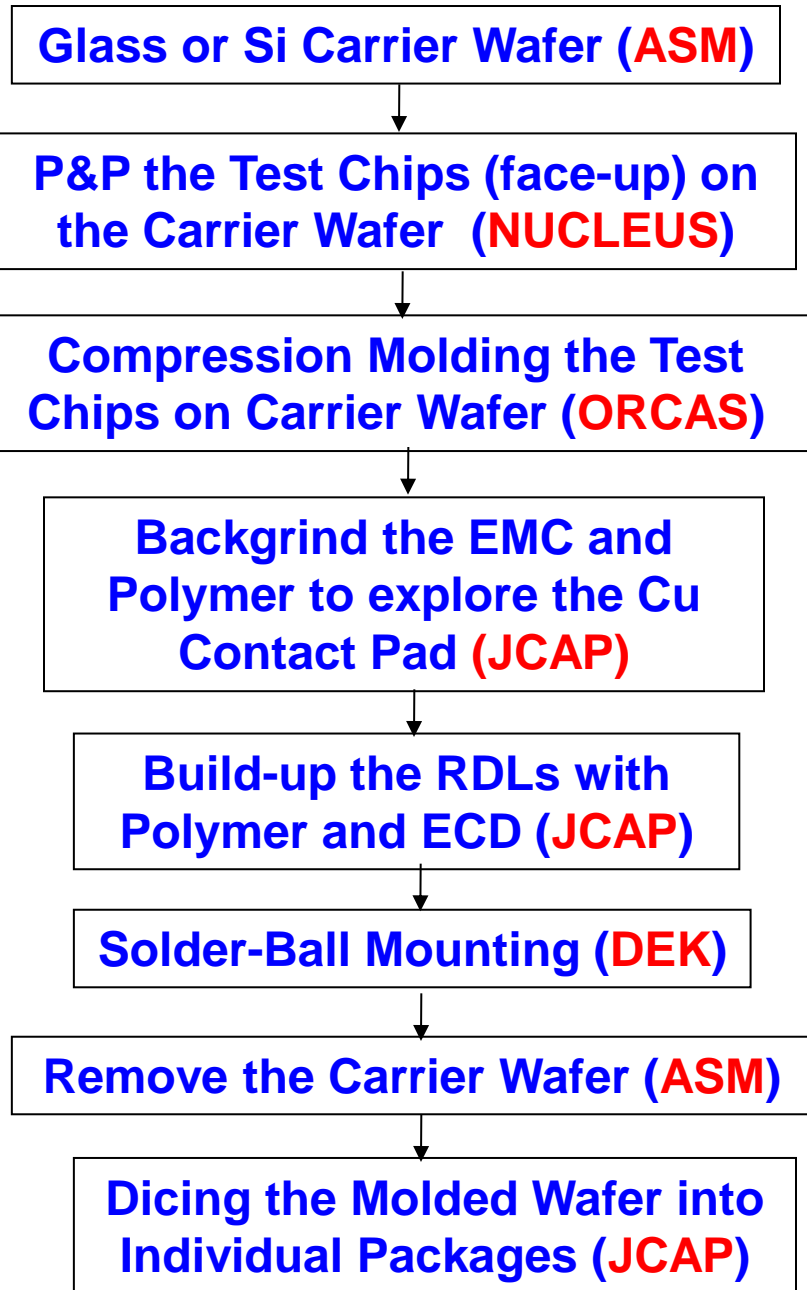 Glass or Si Carrier Wafer (ASM)
P&P the Test Chips (face-up) on
the Carrier Wafer (NUCLEUS)
Compression Molding the Test
Chips on Carrier Wafer (ORCAS)
Backgrind the EMC and
Polymer to explore the Cu
Contact Pad (JCAP)
Build-up the RDLs with
Polymer and ECD (JCAP)
Solder-Ball Mounting (DEK)
Remove the Carrier Wafer (ASM)
Dicing the Molded Wafer into
Individual Packages (JCAP)